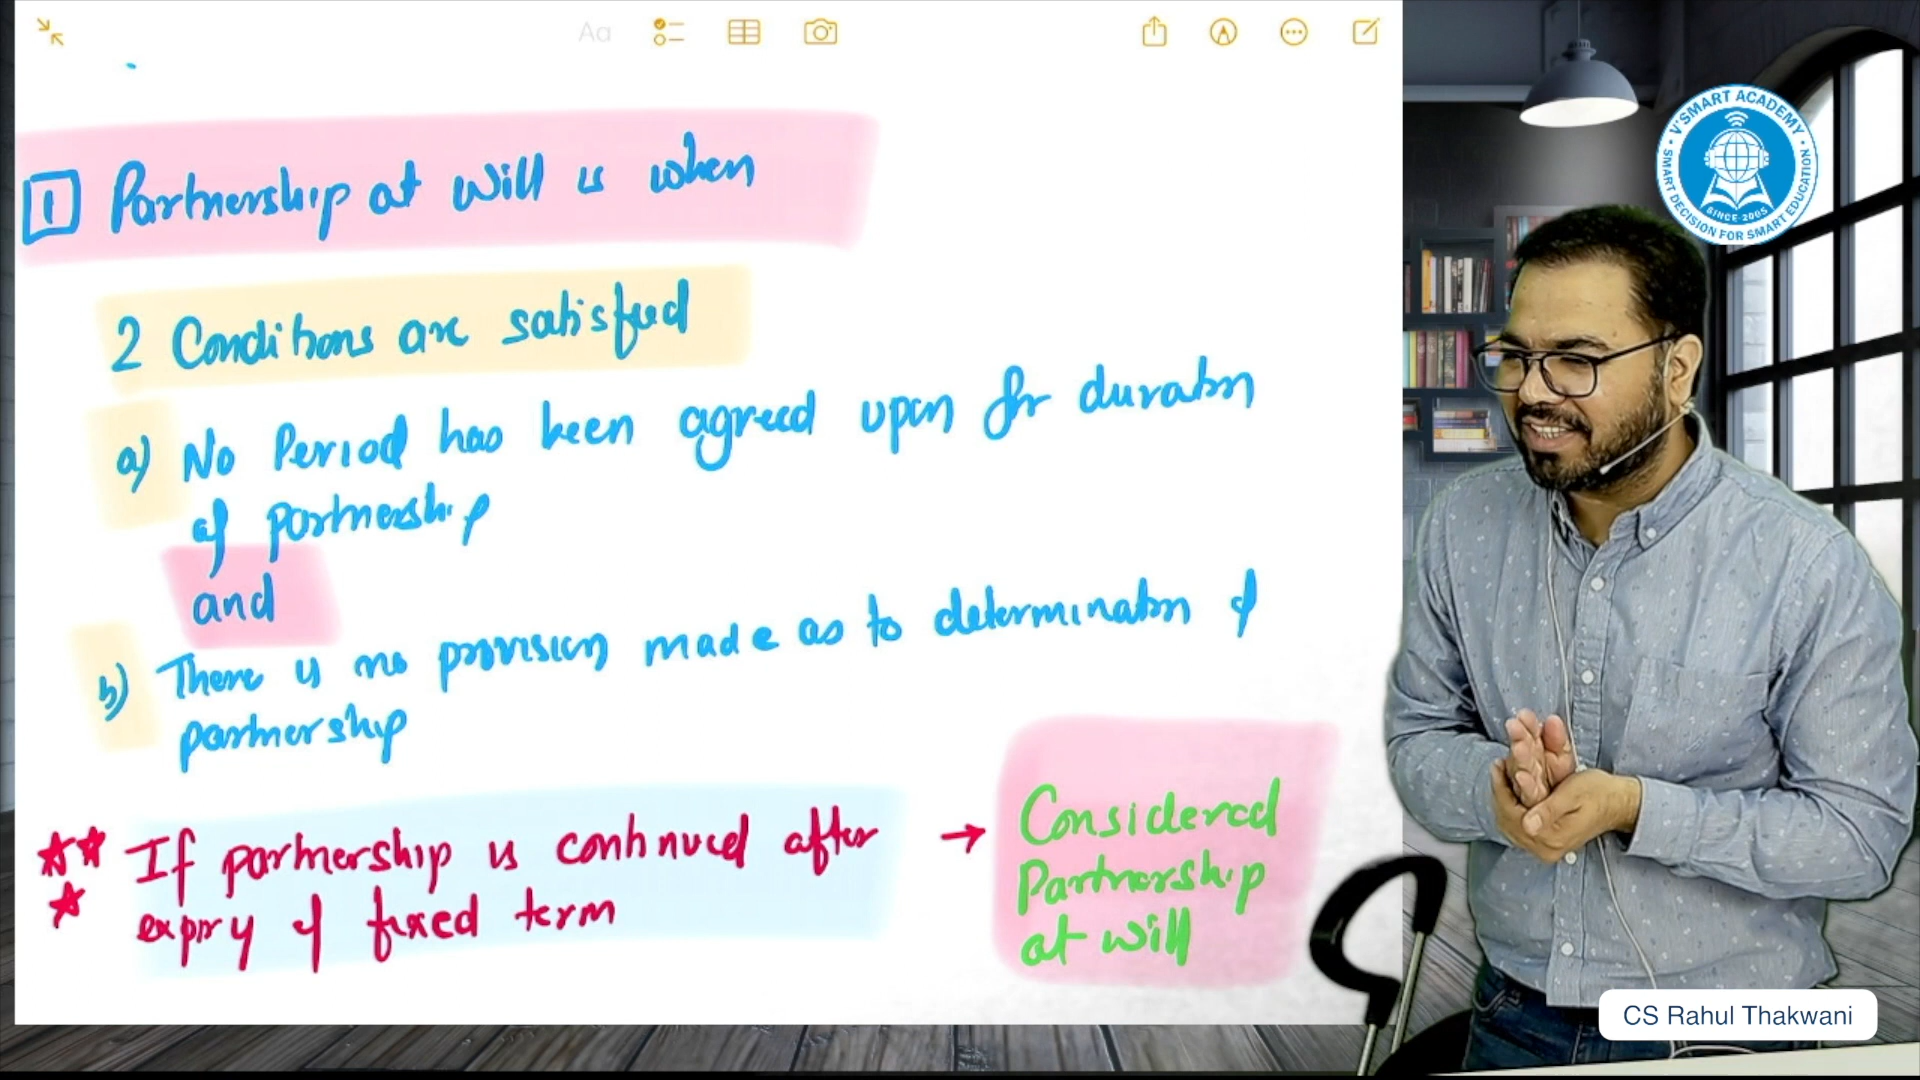 Aa
1 Partnership at will is when
2 Conditions are satisfied
a) No Period has been agreed upon for duration
of partnership
and
b) There is no provision made as to determination of
partnership
If partnership is continued after
expiry of fixed term
→ Considered
Partnership
at will
V'SMART ACADEMY
SINCE-2005
SMART DECISION FOR SMART EDUCATION
CS Rahul Thakwani